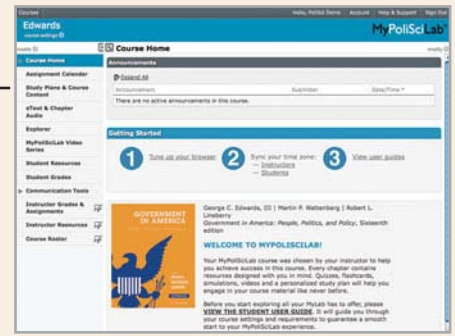 Courses
Hello, PoliSci Demo
Account
Help & Support
Sign Out
Edwards
course settings
MyPoliSciLab
modify
Course Home
modify
Course Home
Assignment Calendar
Study Plans & Course
Content
eText & Chapter
Audio
Explorer
MyPoliSciLab Video
Series
Student Resources
Student Grades
Communication Tools
Instructor Grades &
Assignments
Instructor Resources
Course Roster
Announcements
Expand All
Announcement Submitter Date/Time
There are no active announcements in this course.
Getting Started
1 Tune up your browser 2 Sync your time zone: 3 View user guides
— Instructors
— Students
GOVERNMENT
IN AMERICA
George C. Edwards, III | Martin P. Wattenberg | Robert L.
Lineberry
Government in America: People, Politics, and Policy, Sixteenth
edition
WELCOME TO MYPOLISCILAB!
Your MyPoliSciLab course was chosen by your instructor to help
you achieve success in this course. Every chapter contains
resources designed with you in mind. Quizzes, flashcards,
simulations, videos and a personalized study plan will help you
engage in your course material like never before.
Before you start exploring all your MyLab has to offer, please
VIEW THE STUDENT USER GUIDE. It will guide you through
your course settings and requirements to guarantee a smooth
start to your MyPoliSciLab experience.